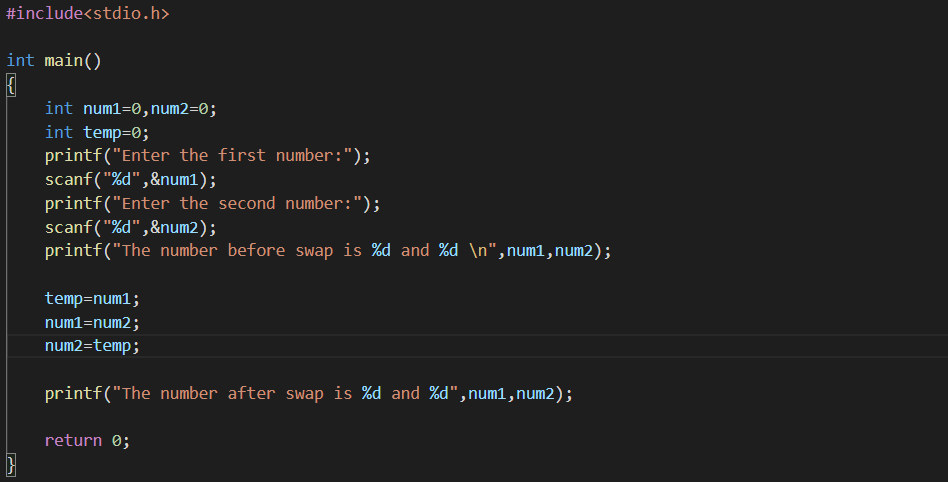 #include<stdio.h>
int main()
{
int num1=0,num2=0;
int temp=0;
printf("Enter the first number:");
scanf("%d",&num1);
printf("Enter the second number:");
scanf("%d",&num2);
printf("The number before swap is %d and %d \n",num1,num2);
temp=num1;
num1=num2;
num2=temp;
printf("The number after swap is %d and %d",num1,num2);
return 0;
}